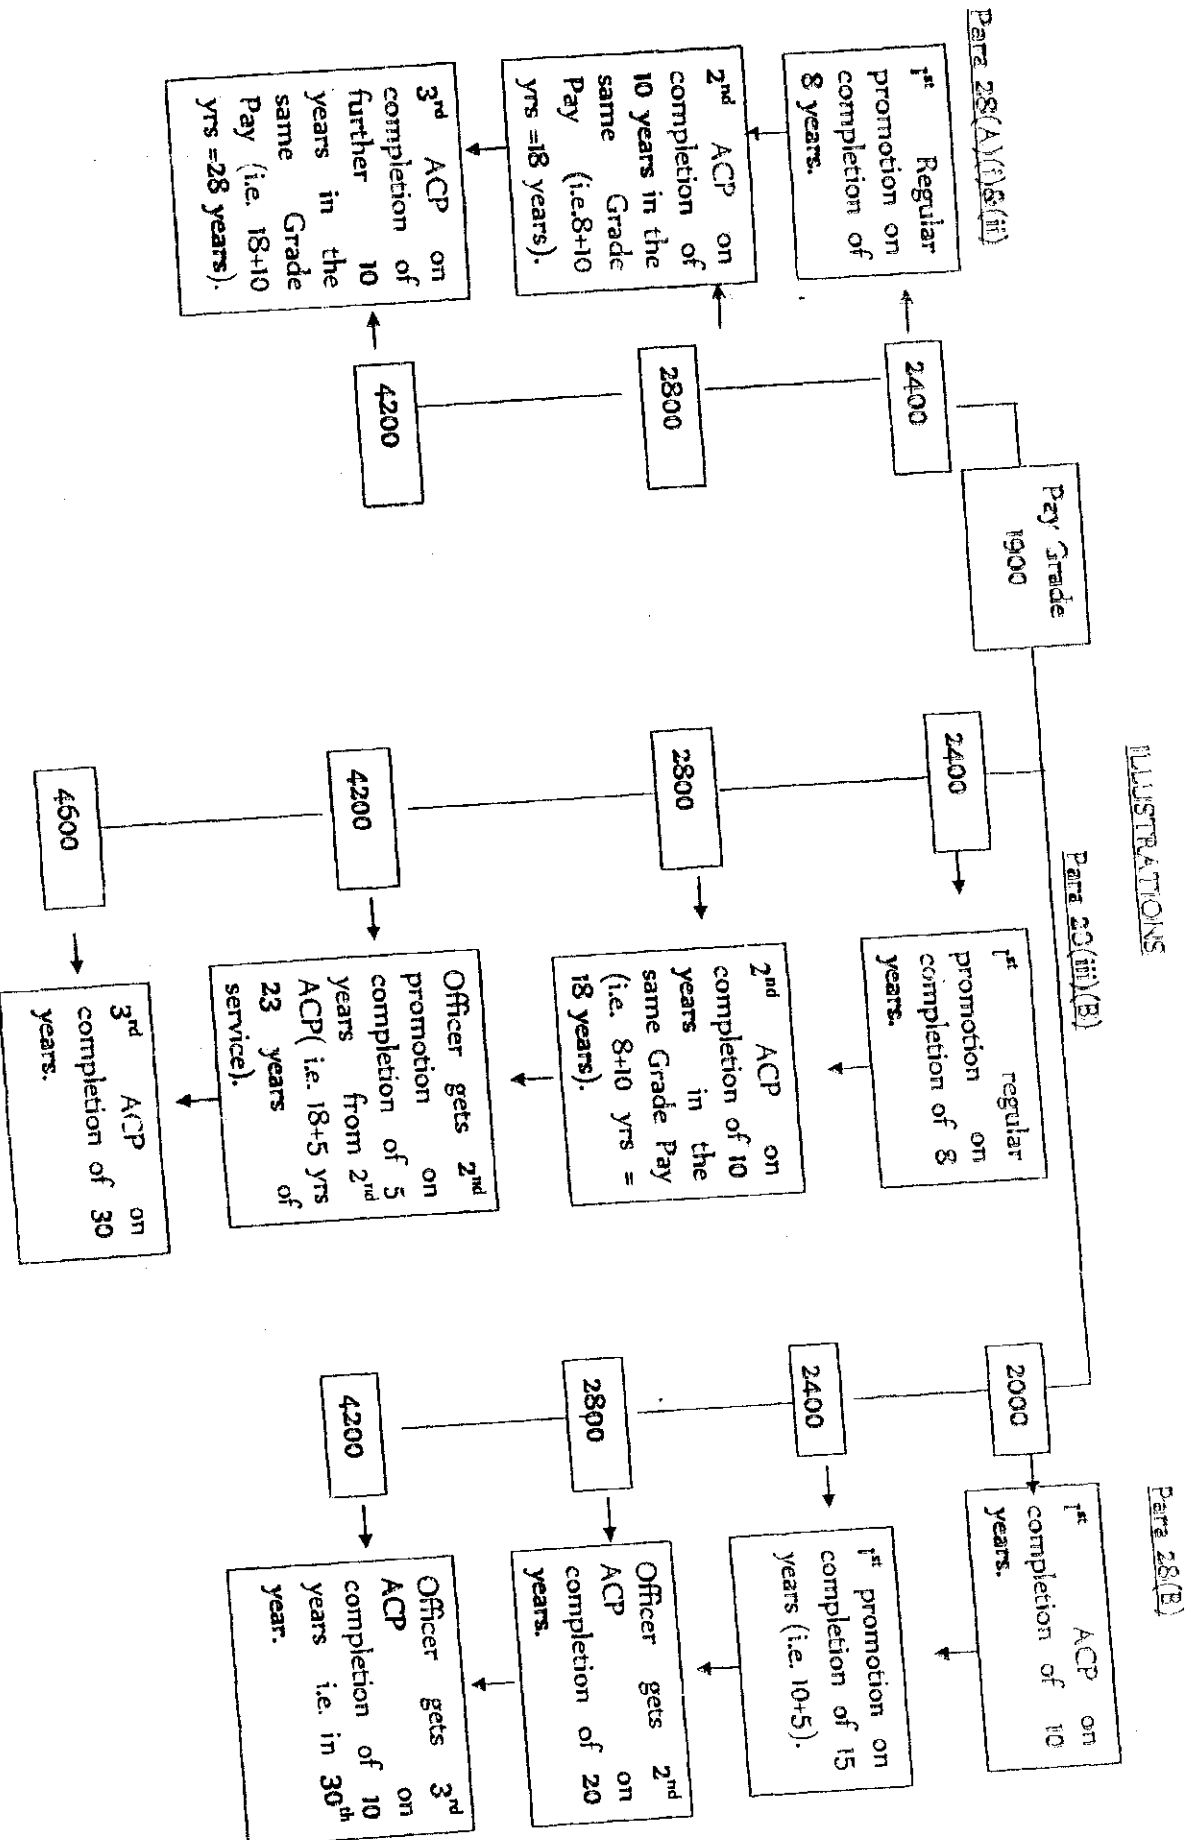 ILLUSTRATIONS
Para 28(A)(i)&(ii)
Pay Grade
1900
2400
1st Regular
promotion on
completion of
8 years.
2800
2nd ACP on
completion of
10 years in the
same Grade
Pay (i.e.8+10
yrs =18 years).
4200
3rd ACP on
completion of
further 10
years in the
same Grade
Pay (i.e. 18+10
yrs =28 years).
Para 28(iii)(B)
2400
1st regular
promotion on
completion of 8
years.
2800
2nd ACP on
completion of 10
years in the
same Grade Pay
(i.e. 8+10 yrs =
18 years).
4200
Officer gets 2nd
promotion on
completion of 5
years from 2nd
ACP( i.e. 18+5 yrs
23 years of
service).
4600
3rd ACP on
completion of 30
years.
Para 28(B)
2000
1st ACP on
completion of 10
years.
2400
1st promotion on
completion of 15
years (i.e. 10+5).
2800
Officer gets 2nd
ACP on
completion of 20
years.
4200
Officer gets 3rd
ACP on
completion of 10
years i.e. in 30th
year.